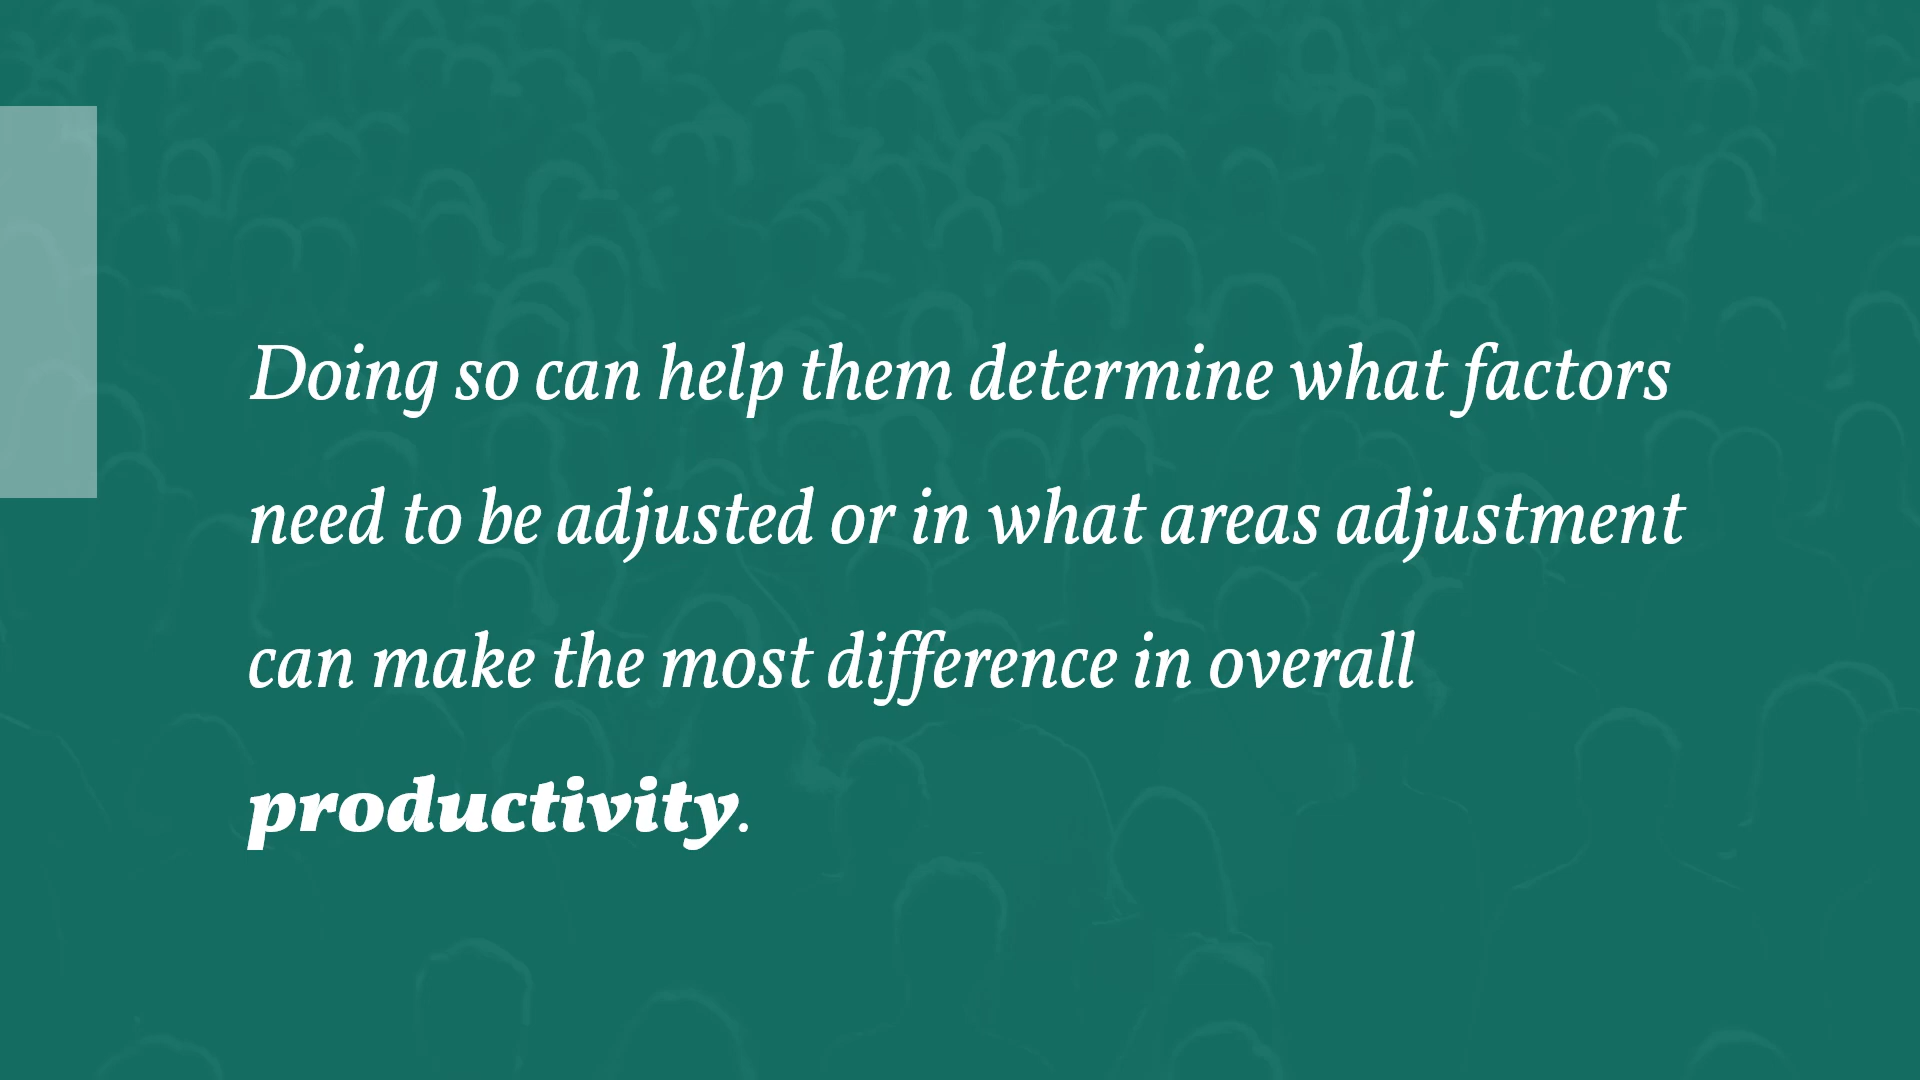 Doing so can help them determine what factors
need to be adjusted or in what areas adjustment
can make the most difference in overall
productivity.